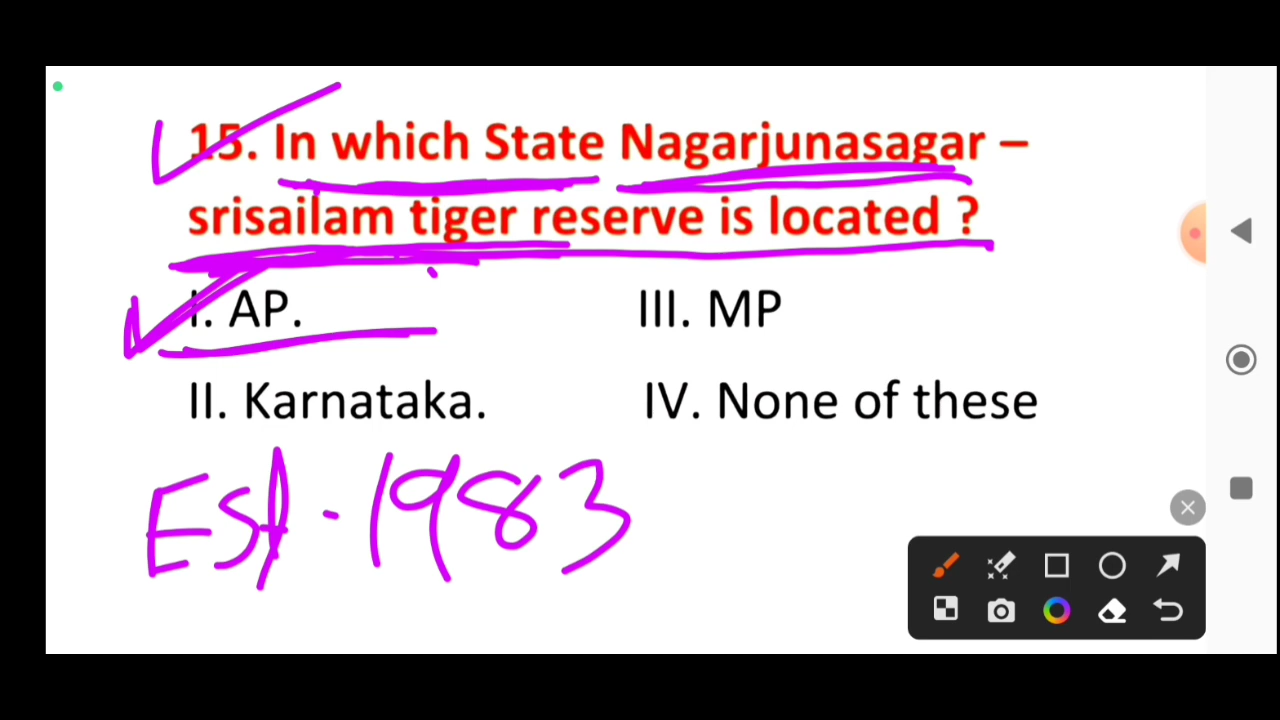 15. In which State Nagarjunasagar –
srisailam tiger reserve is located ?
I. AP.
III. MP
II. Karnataka.
IV. None of these
Est. 1983